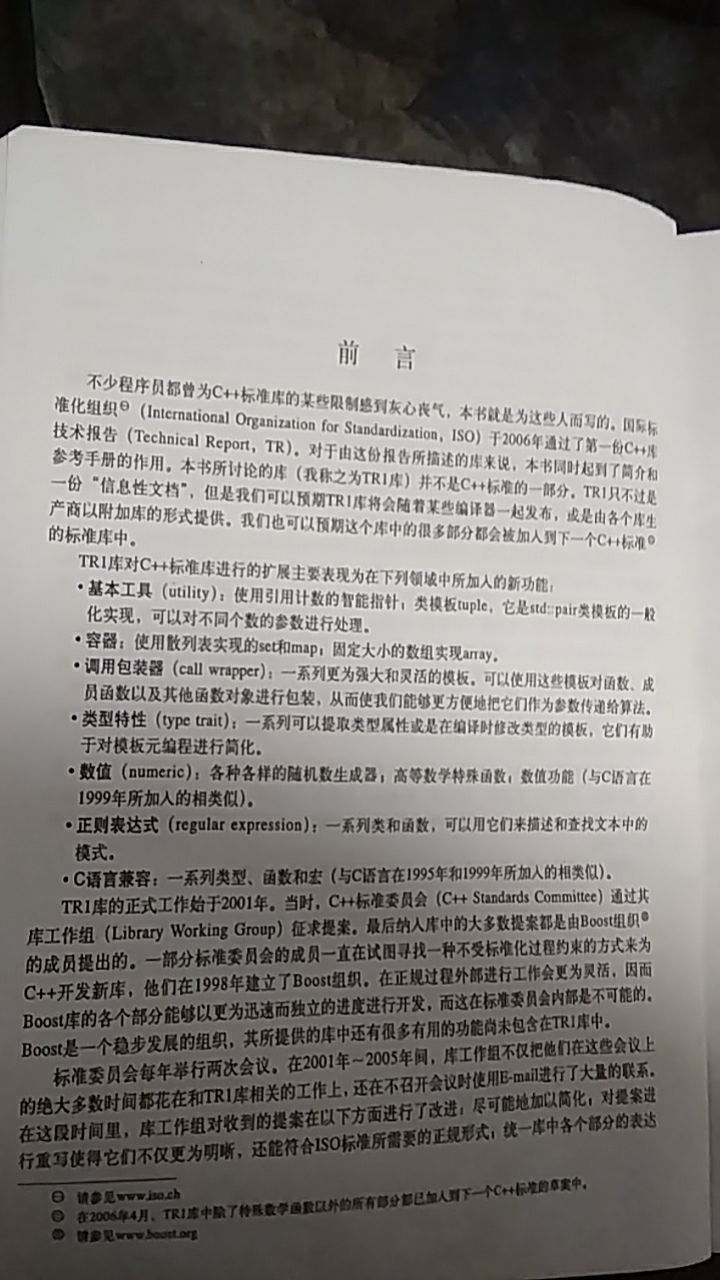 前 言
不少程序员都曾为C++标准库的某些限制感到灰心丧气，本书就是为这些人而写的。国际标
准化组织㊀（International Organization for Standardization, ISO）于2006年通过了第一份C++库
技术报告（Technical Report, TR）。对于由这份报告所描述的库来说，本书同时起到了简介和
参考手册的作用。本书所讨论的库（我称之为TR1库）并不是C++标准的一部分。TR1只不过是
一份“信息性文档”，但是我们可以预期TR1库将会随着某些编译器一起发布，或是由各个库生
产商以附加库的形式提供。我们也可以预期这个库中的很多部分都会被加入到下一个C++标准㊁
的标准库中。
TR1库对C++标准库进行的扩展主要表现为在下列领域中所加入的新功能：
•基本工具（utility）：使用引用计数的智能指针；类模板tuple，它是std::pair类模板的一般
化实现，可以对不同个数的参数进行处理。
•容器：使用散列表实现的set和map；固定大小的数组实现array。
•调用包装器（call wrapper）：一系列更为强大和灵活的模板。可以使用这些模板对函数、成
员函数以及其他函数对象进行包装，从而使我们能够更方便地把它们作为参数传递给算法。
•类型特性（type trait）：一系列可以提取类型属性或是在编译时修改类型的模板，它们有助
于对模板元编程进行简化。
•数值（numeric）：各种各样的随机数生成器；高等数学特殊函数；数值功能（与C语言在
1999年所加入的相类似）。
•正则表达式（regular expression）：一系列类和函数，可以用它们来描述和查找文本中的
模式。
•C语言兼容：一系列类型、函数和宏（与C语言在1995年和1999年所加入的相类似）。
TR1库的正式工作始于2001年。当时，C++标准委员会（C++ Standards Committee）通过其
库工作组（Library Working Group）征求提案。最后纳入库中的大多数提案都是由Boost组织㊂
的成员提出的。一部分标准委员会的成员一直在试图寻找一种不受标准化过程约束的方式来为
C++开发新库，他们在1998年建立了Boost组织。在正规过程外部进行工作会更为灵活，因而
Boost库的各个部分能够以更为迅速而独立的进度进行开发，而这在标准委员会内部是不可能的。
Boost是一个稳步发展的组织，其所提供的库中还有很多有用的功能尚未包含在TR1库中。
标准委员会每年举行两次会议。在2001年～2005年间，库工作组不仅把他们在这些会议上
的绝大多数时间都花在和TR1库相关的工作上，还在不召开会议时使用E-mail进行了大量的联系。
在这段时间里，库工作组对收到的提案在以下方面进行了改进：尽可能地加以简化；对提案进
行重写使得它们不仅更为明晰，还能符合ISO标准所需要的正规形式；统一库中各个部分的表达
㊀ 请参见www.iso.ch
㊁ 在2006年4月，TR1库中除了特殊数学函数以外的所有部分都已加入到下一个C++标准的草案中。
㊂ 请参见www.boost.org